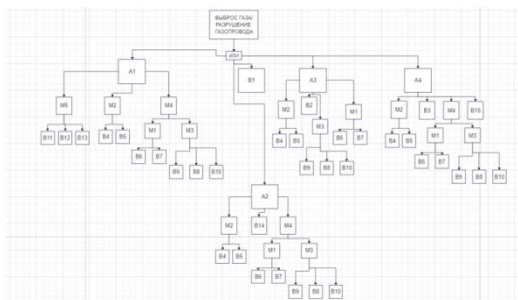 ВЫБРОС ГАЗА/
РАЗРУШЕНИЕ
ГАЗОПРОВОДА
ИЛИ
A1 B1 A3 A4
M5 M2 M4 M2 B2 M1 M2 B3 M4 B15
B11 B12 B13 B4 B5 M1 M3 B4 B5 M3 B6 B7 B4 B5 M1 M3
B6 B7 B9 B8 B10 B9 B8 B10 B6 B7 B9 B8 B10
A2
M2 B14 M4
B4 B5 M1 M3
B6 B7 B9 B8 B10